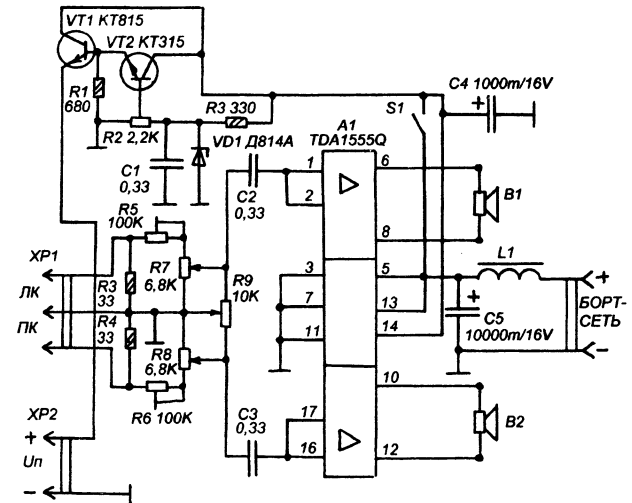 VT1 KT815
VT2 KT315
R1
680
R2 2,2K
R3 330
VD1 Д814А
C1
0,33
C2
0,33
A1
TDA1555Q
S1
C4 1000m/16V
+
1
2
6
8
B1
R5
100K
XP1
ЛК
ПК
R3
33
R4
33
R7
6,8K
R9
10K
R8
6,8K
R6 100K
3
7
11
5
13
14
L1
+
C5
10000m/16V
+
БОРТ-
СЕТЬ
-
C3
0,33
17
16
10
12
B2
XP2
+
Uп
-